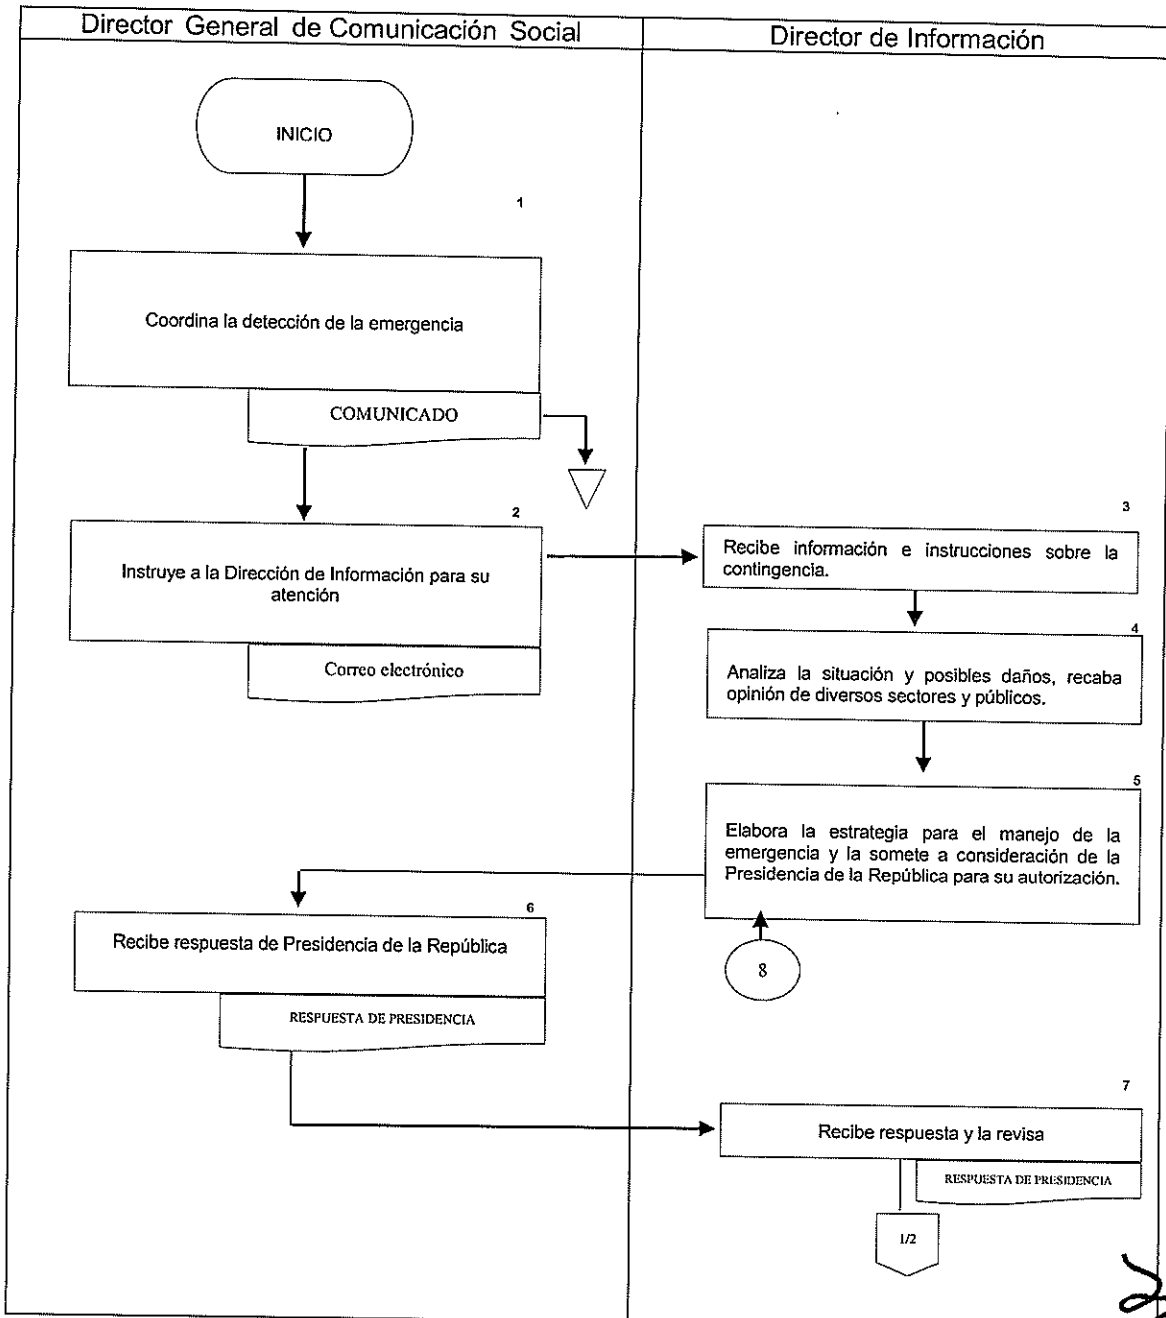 Director General de Comunicación Social
Director de Información
INICIO
1
Coordina la detección de la emergencia
COMUNICADO
2
Instruye a la Dirección de Información para su
atención
Correo electrónico
3
Recibe información e instrucciones sobre la
contingencia.
4
Analiza la situación y posibles daños, recaba
opinión de diversos sectores y públicos.
5
Elabora la estrategia para el manejo de la
emergencia y la somete a consideración de la
Presidencia de la República para su autorización.
8
6
Recibe respuesta de Presidencia de la República
RESPUESTA DE PRESIDENCIA
7
Recibe respuesta y la revisa
RESPUESTA DE PRESIDENCIA
1/2